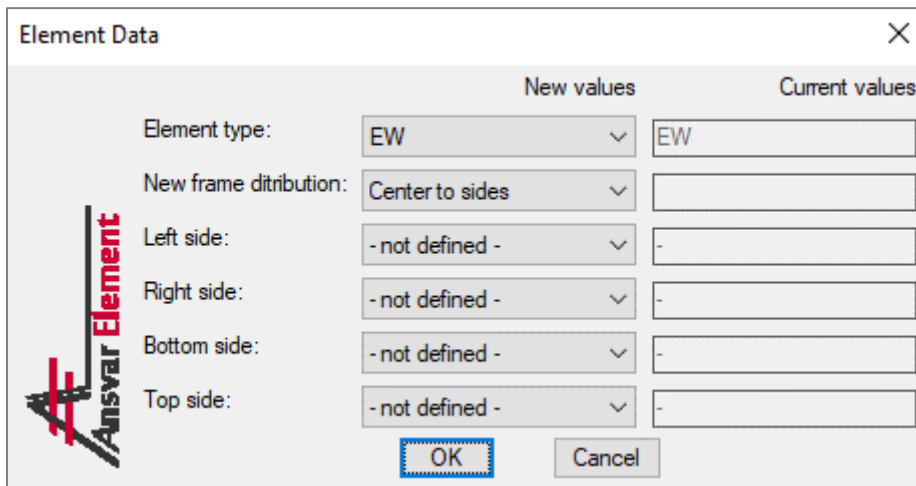 Element Data
New values Current values
Element type: EW EW
New frame ditribution: Center to sides
Left side: - not defined - -
Right side: - not defined - -
Bottom side: - not defined - -
Top side: - not defined - -
Ansvar Element
OK Cancel